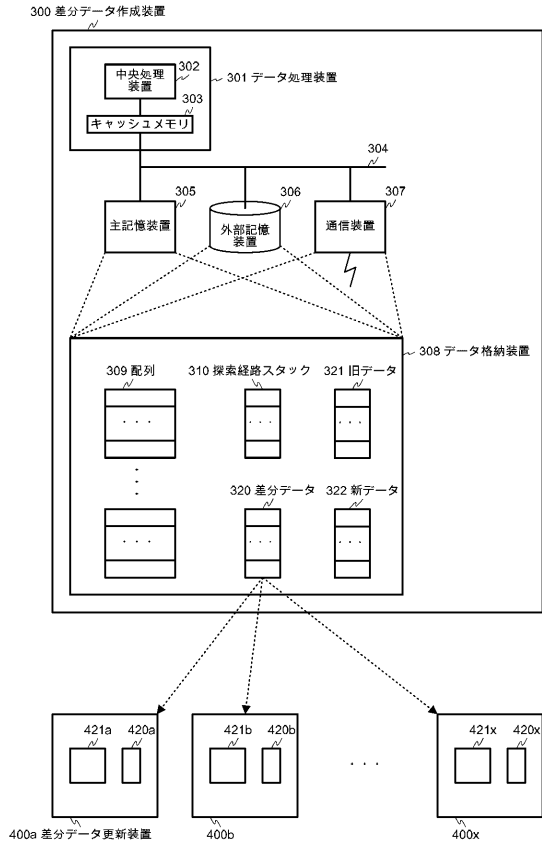 300 差分データ作成装置
302
中央処理
装置
301 データ処理装置
303
キャッシュメモリ
304
305
306
307
主記憶装置
外部記憶
装置
通信装置
308 データ格納装置
309 配列
310 探索経路スタック
321 旧データ
・・・
・・・
・・・
320 差分データ
322 新データ
・・・
・・・
・・・
421a
420a
421b
420b
421x
420x
・・・
400a 差分データ更新装置
400b
400x